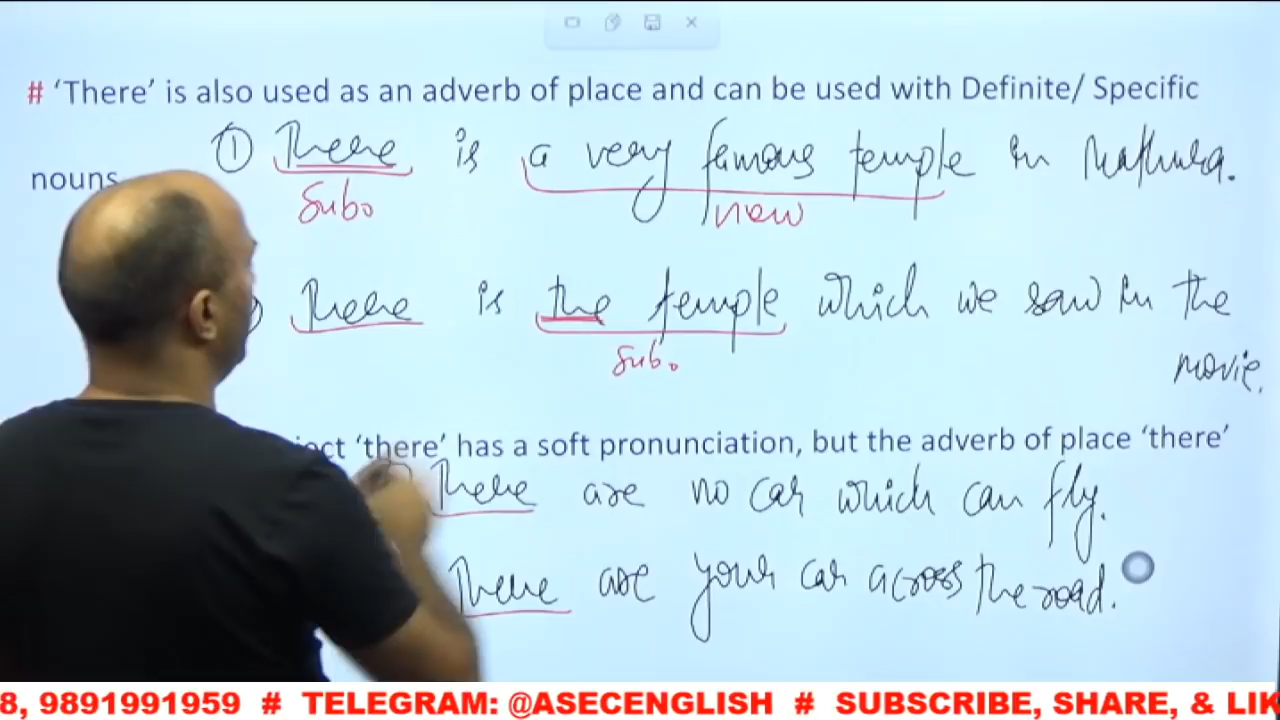 # ‘There’ is also used as an adverb of place and can be used with Definite/ Specific
① There is a very famous temple in Mathura.
nouns
Sub.
new
There is the temple which we saw in the
Sub.
movie.
ject ‘there’ has a soft pronunciation, but the adverb of place ‘there’
There are no car which can fly.
There are your car across the road.
8, 9891991959 # TELEGRAM: @ASECENGLISH # SUBSCRIBE, SHARE, & LIK